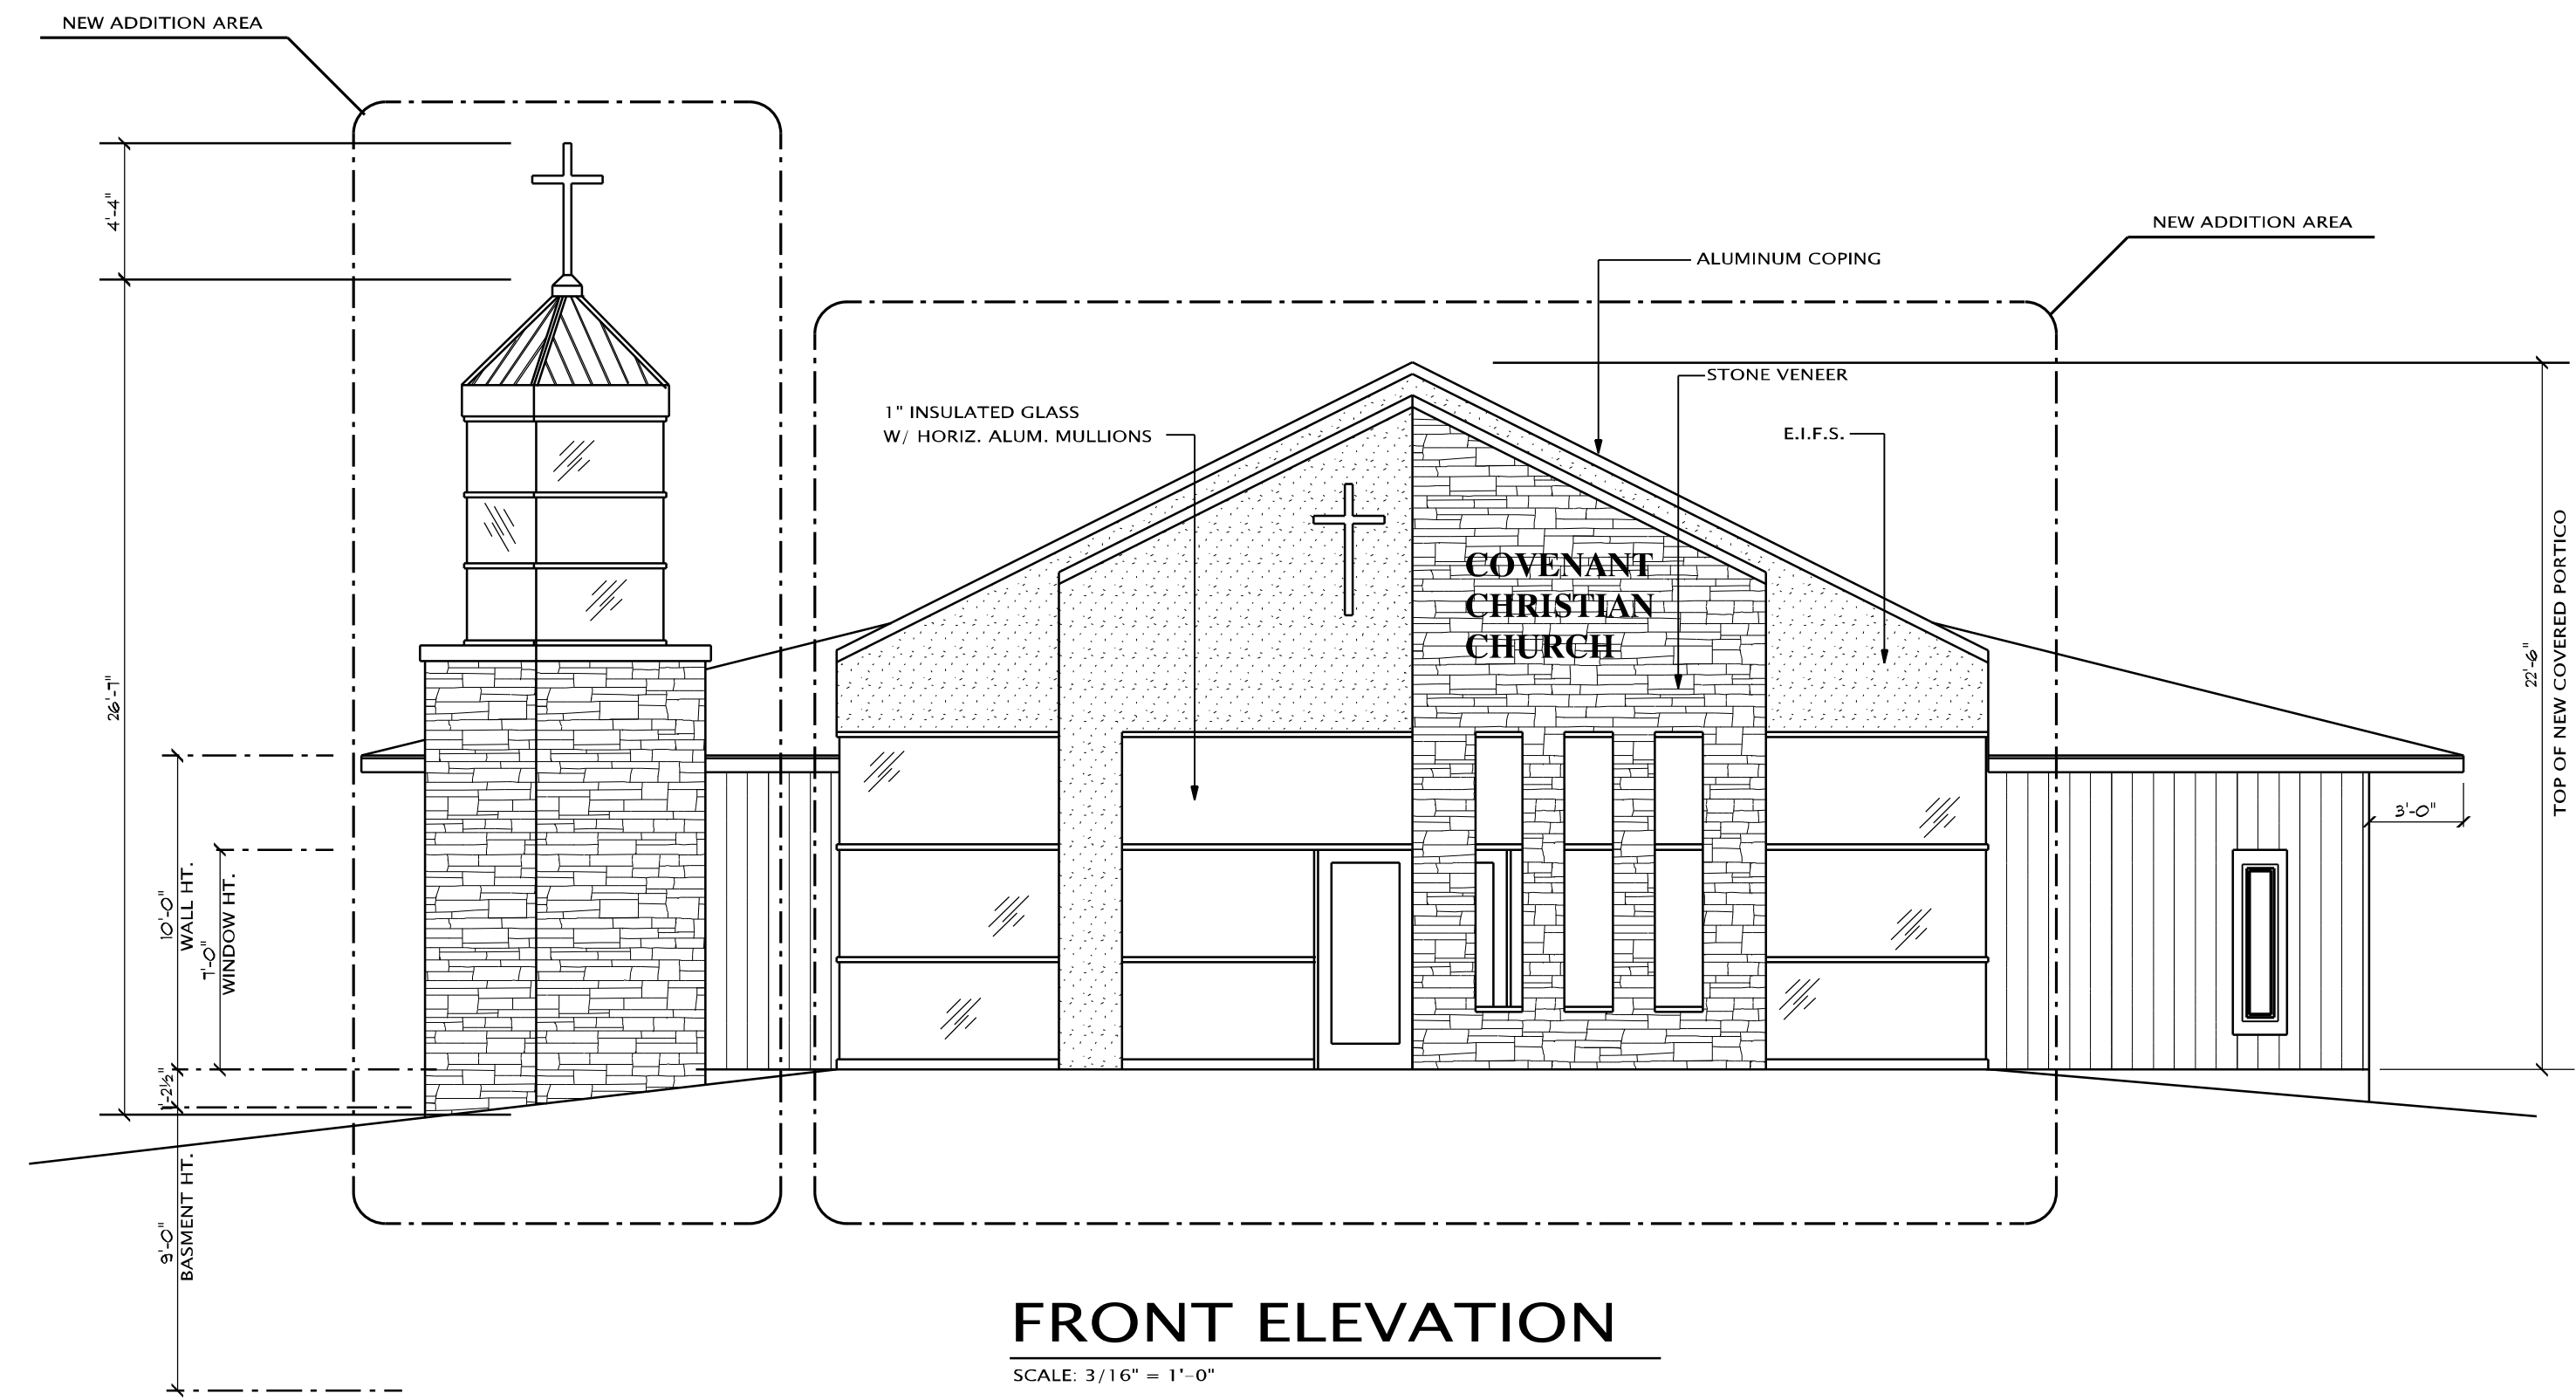 NEW ADDITION AREA
NEW ADDITION AREA
ALUMINUM COPING
STONE VENEER
1" INSULATED GLASS
W/ HORIZ. ALUM. MULLIONS
E.I.F.S.
COVENANT
CHRISTIAN
CHURCH
4'-4"
26'-7"
10'-0"
WALL HT.
7'-0"
WINDOW HT.
1'-2½"
9'-0"
BASMENT HT.
3'-0"
22'-6"
TOP OF NEW COVERED PORTICO
FRONT ELEVATION
SCALE: 3/16" = 1'-0"